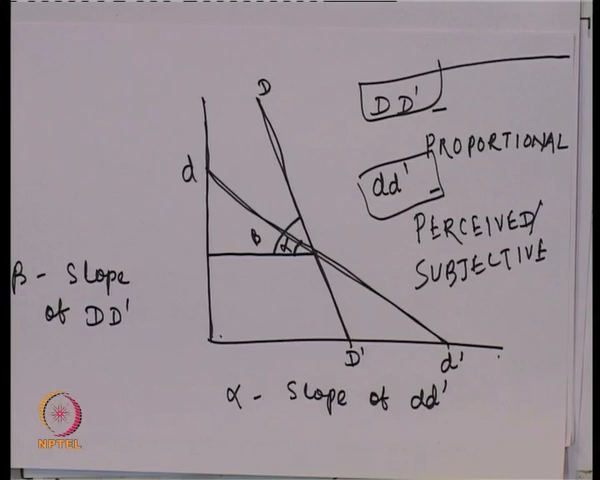 D
DD'
PROPORTIONAL
d
dd'
PERCEIVED/
SUBJECTIVE
B
α
β - Slope
of DD'
D'
d'
α - Slope of dd'
NPTEL